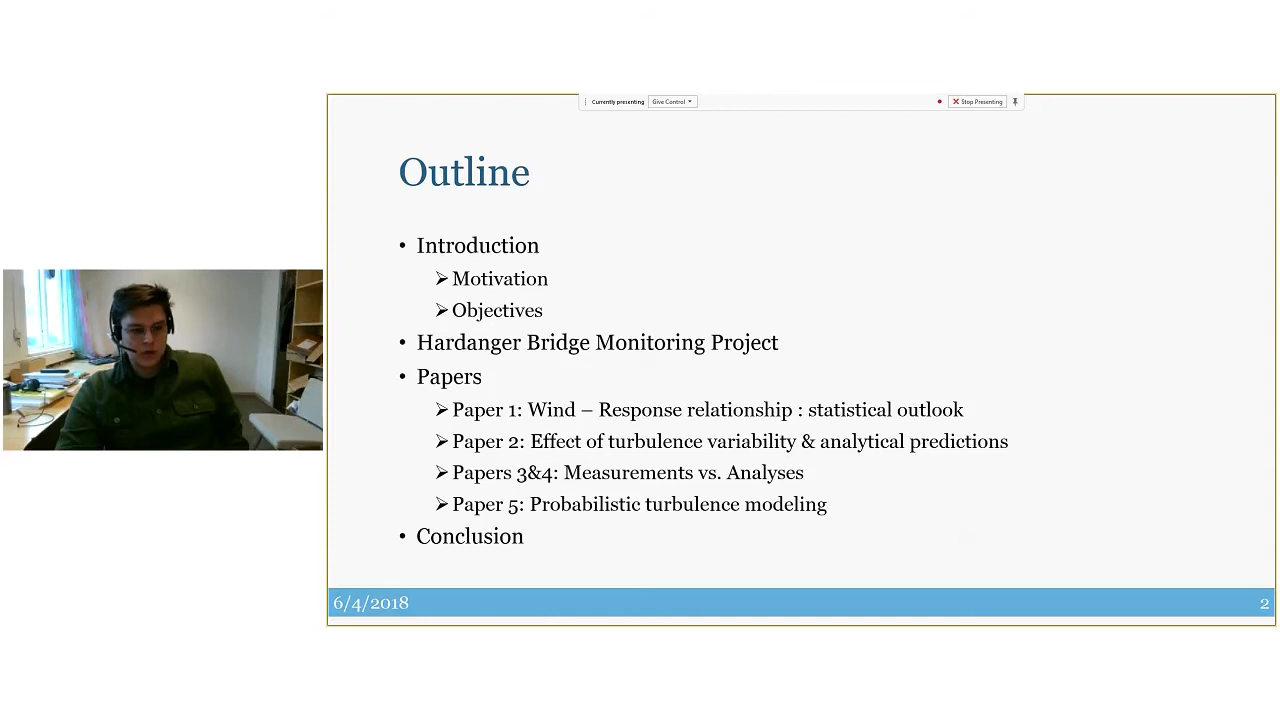 Currently presenting Give Control Stop Presenting
Outline
• Introduction
➢ Motivation
➢ Objectives
• Hardanger Bridge Monitoring Project
• Papers
➢ Paper 1: Wind – Response relationship : statistical outlook
➢ Paper 2: Effect of turbulence variability & analytical predictions
➢ Papers 3&4: Measurements vs. Analyses
➢ Paper 5: Probabilistic turbulence modeling
• Conclusion
6/4/2018 2